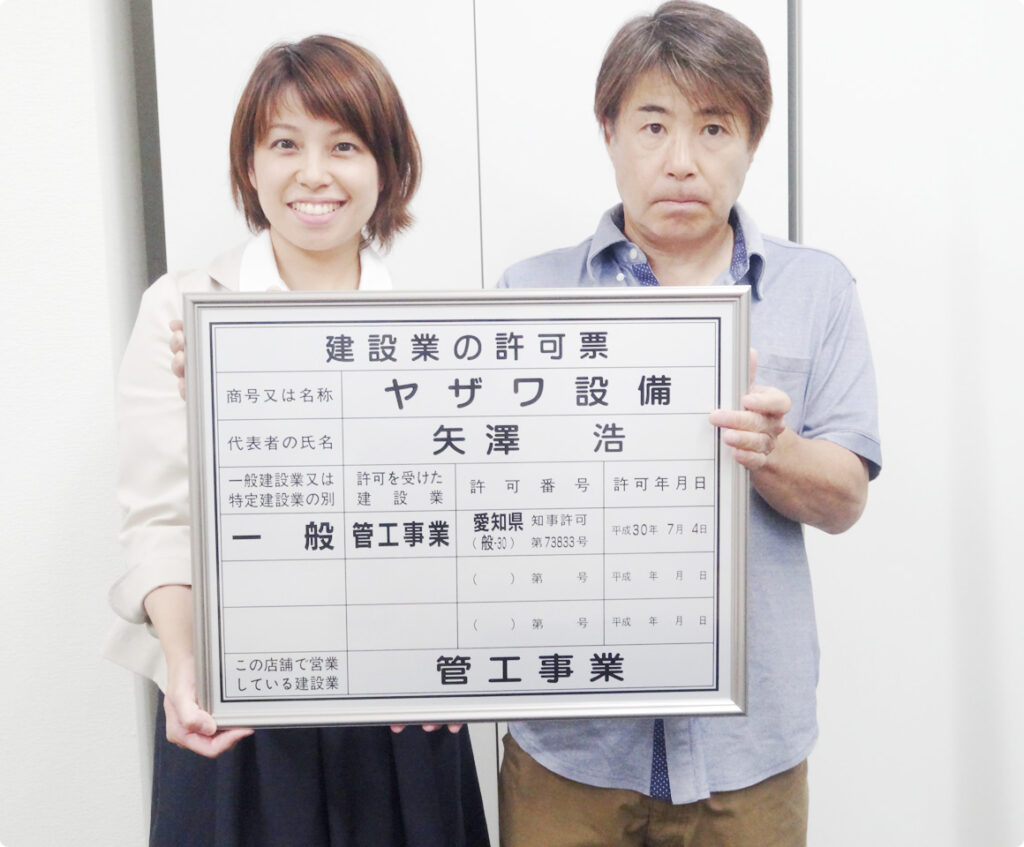 建設業の許可票
商号又は名称 ヤザワ設備
代表者の氏名 矢澤 浩
一般建設業又は特定建設業の別 許可を受けた建設業 許可番号 許可年月日
一般 管工事業 愛知県 知事許可 (般-30) 第73833号 平成30年 7月 4日
( ) 第 号 平成 年 月 日
( ) 第 号 平成 年 月 日
この店舗で営業している建設業 管工事業